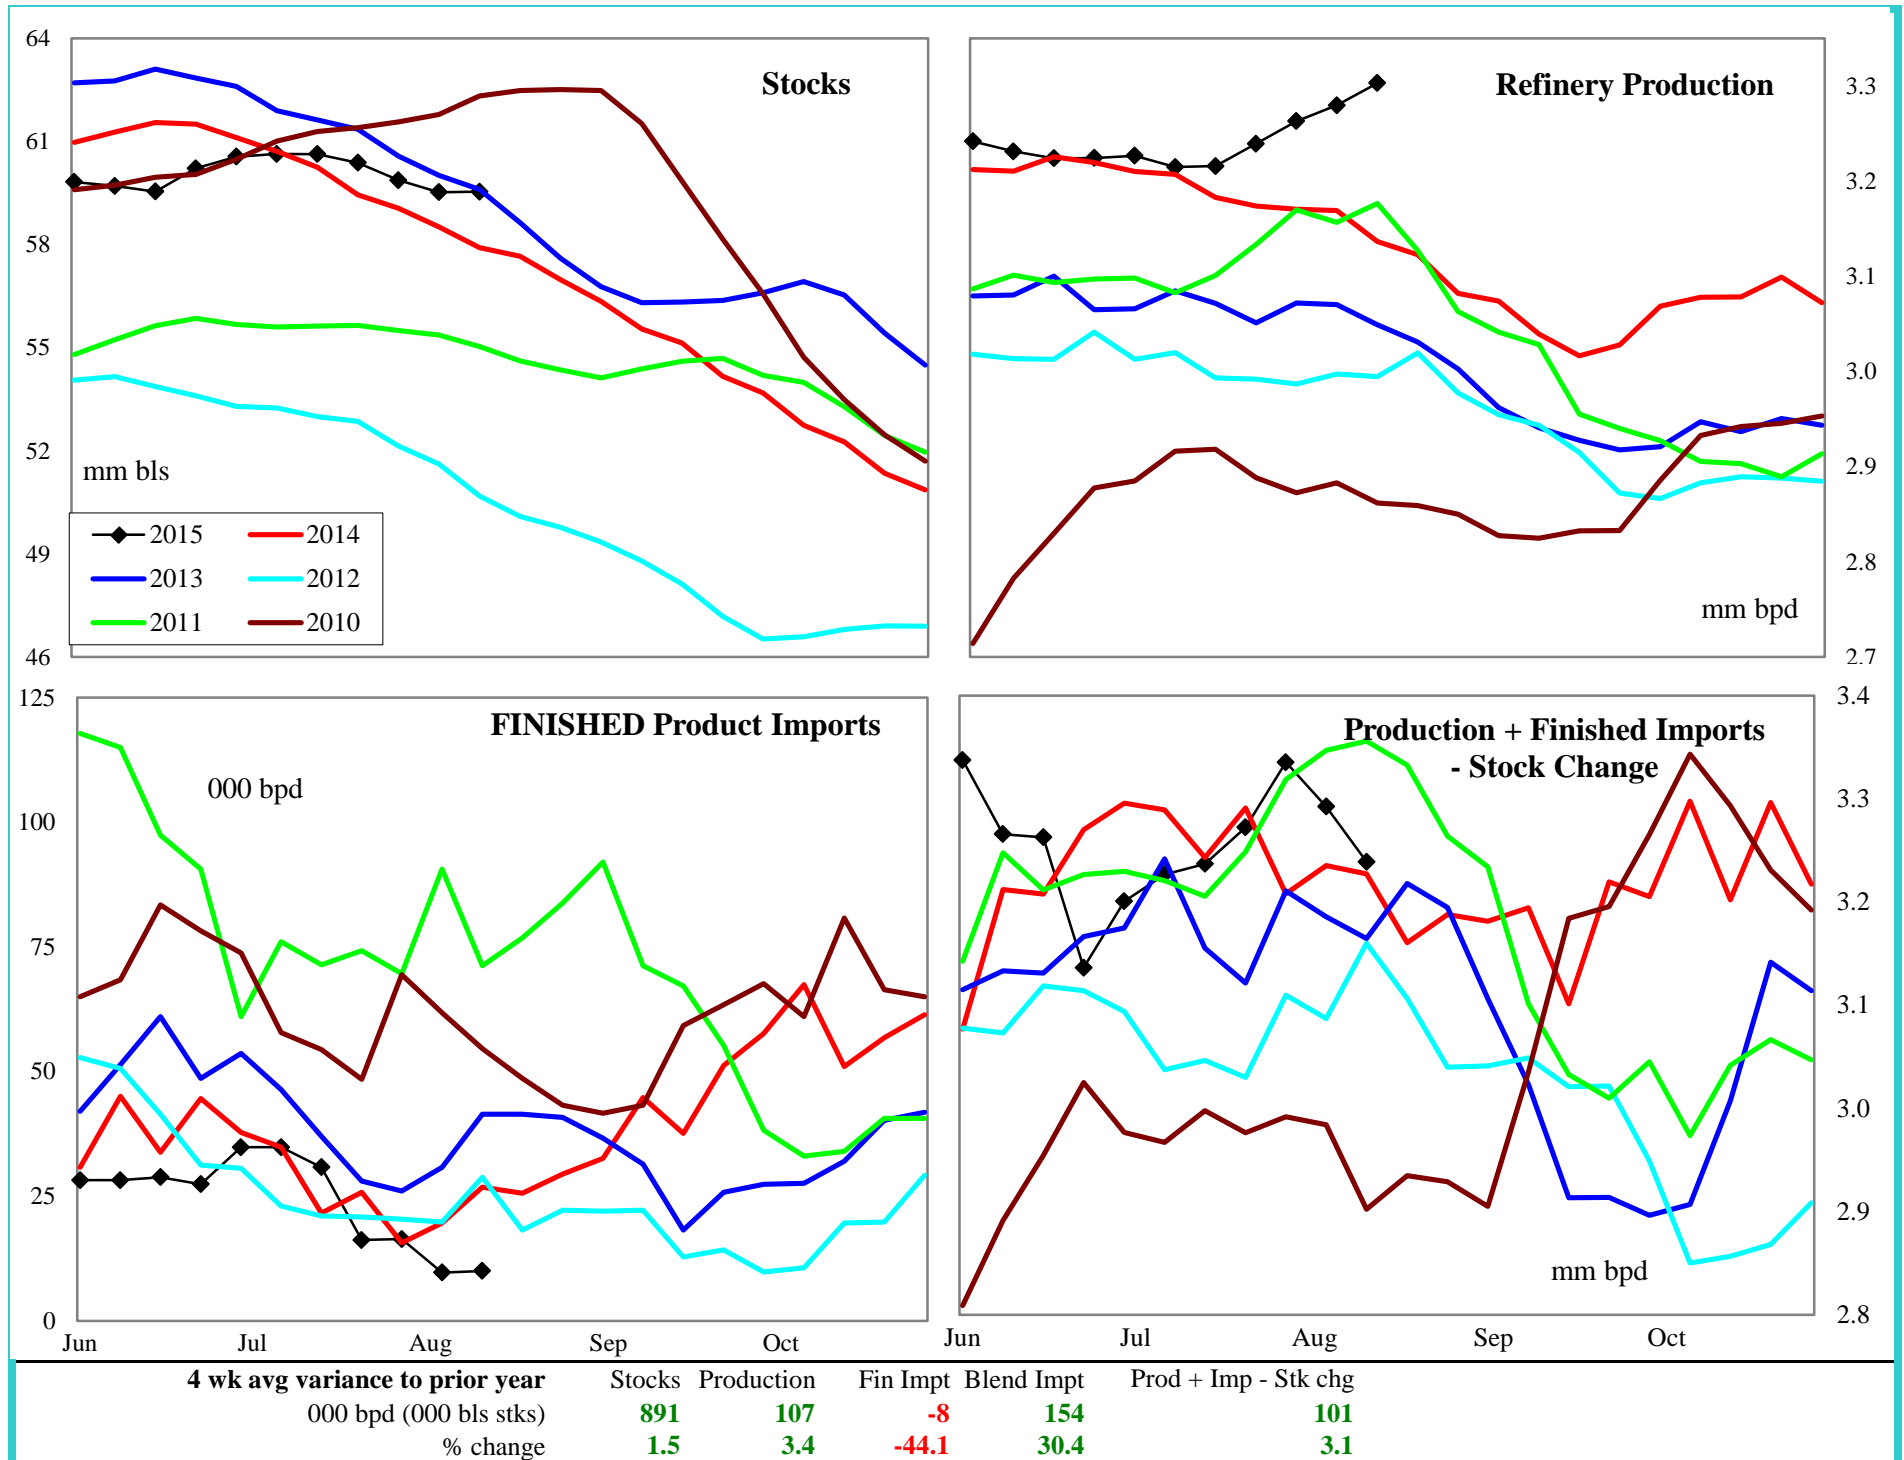 Stocks
64
61
58
55
52
49
46
mm bls
2015
2014
2013
2012
2011
2010
Refinery Production
3.3
3.2
3.1
3.0
2.9
2.8
2.7
mm bpd
FINISHED Product Imports
000 bpd
125
100
75
50
25
0
Jun Jul Aug Sep Oct
Production + Finished Imports
- Stock Change
3.4
3.3
3.2
3.1
3.0
2.9
2.8
mm bpd
Jun Jul Aug Sep Oct
4 wk avg variance to prior year Stocks Production Fin Impt Blend Impt Prod + Imp - Stk chg
000 bpd (000 bls stks) 891 107 -8 154 101
% change 1.5 3.4 -44.1 30.4 3.1